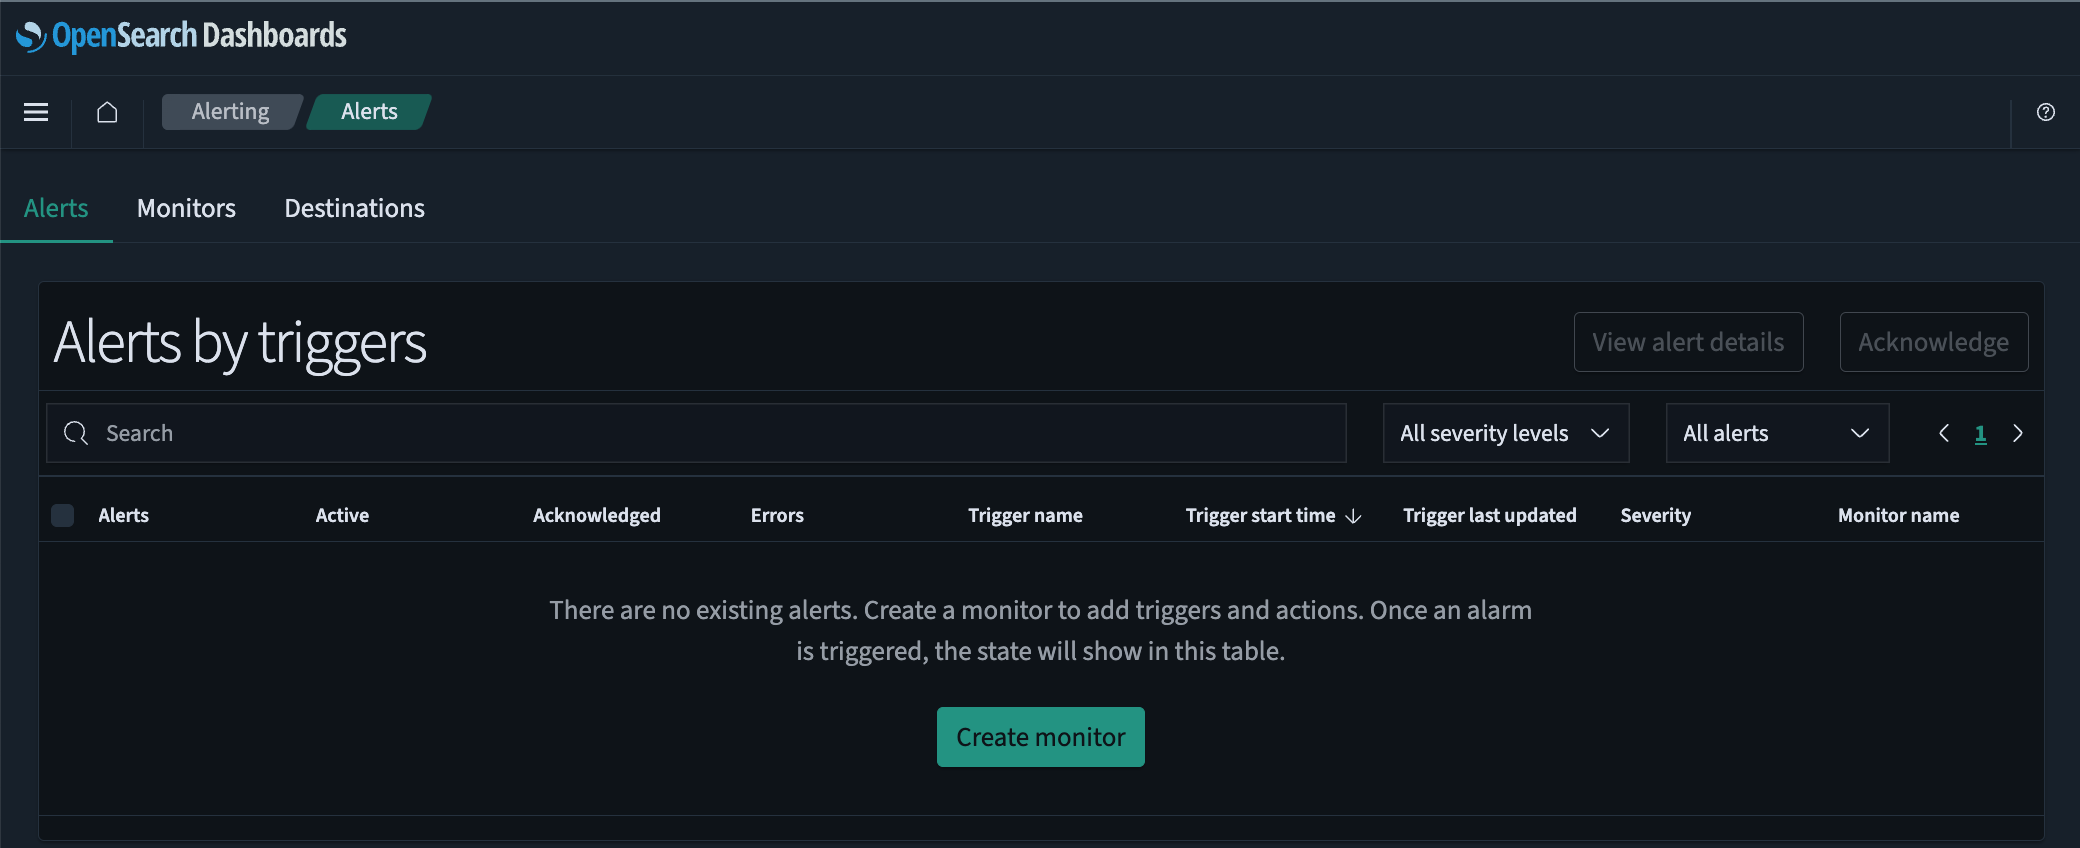 OpenSearch Dashboards
Alerting Alerts
Alerts Monitors Destinations
Alerts by triggers View alert details Acknowledge
Search All severity levels All alerts 1
Alerts Active Acknowledged Errors Trigger name Trigger start time Trigger last updated Severity Monitor name
There are no existing alerts. Create a monitor to add triggers and actions. Once an alarm
is triggered, the state will show in this table.
Create monitor